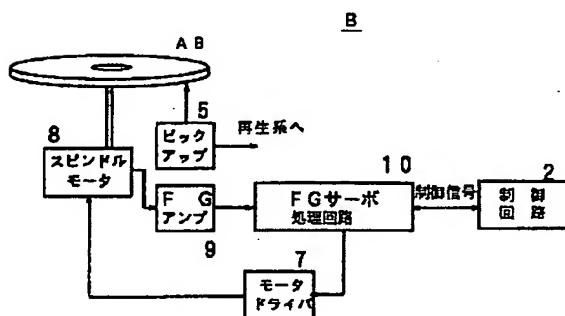 B
A B
5
ピック
アップ
再生系へ
8
スピンドル
モータ
10
F G
アンプ
9
FGサーボ
処理回路
制御信号
2
制 御
回 路
7
モータ
ドライバ